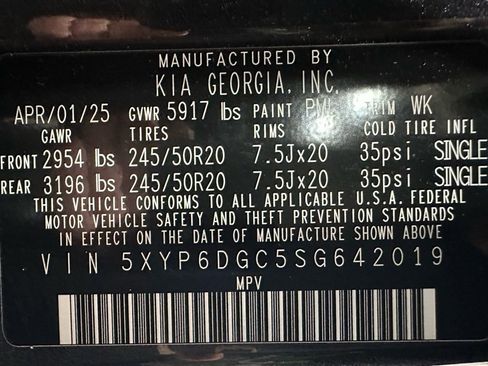 MANUFACTURED BY
KIA GEORGIA, INC.
APR/01/25 GVWR 5917 lbs PAINT TRIM WK
GAWR TIRES RIMS COLD TIRE INFL
FRONT 2954 lbs 245/50R20 7.5Jx20 35psi SINGLE
REAR 3196 lbs 245/50R20 7.5Jx20 35psi SINGLE
THIS VEHICLE CONFORMS TO ALL APPLICABLE U.S.A. FEDERAL
MOTOR VEHICLE SAFETY AND THEFT PREVENTION STANDARDS
IN EFFECT ON THE DATE OF MANUFACTURE SHOWN ABOVE.
VIN 5XYP6DGC5SG642019
MPV